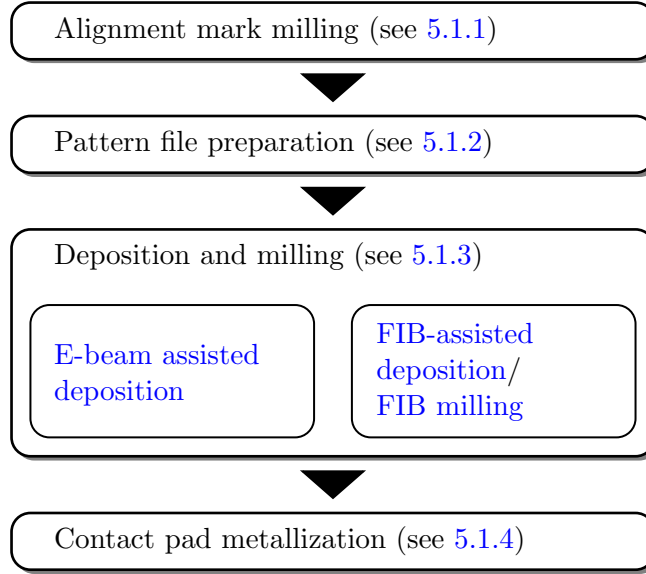 Alignment mark milling (see 5.1.1)
Pattern file preparation (see 5.1.2)
Deposition and milling (see 5.1.3)
E-beam assisted
deposition
FIB-assisted
deposition/
FIB milling
Contact pad metallization (see 5.1.4)